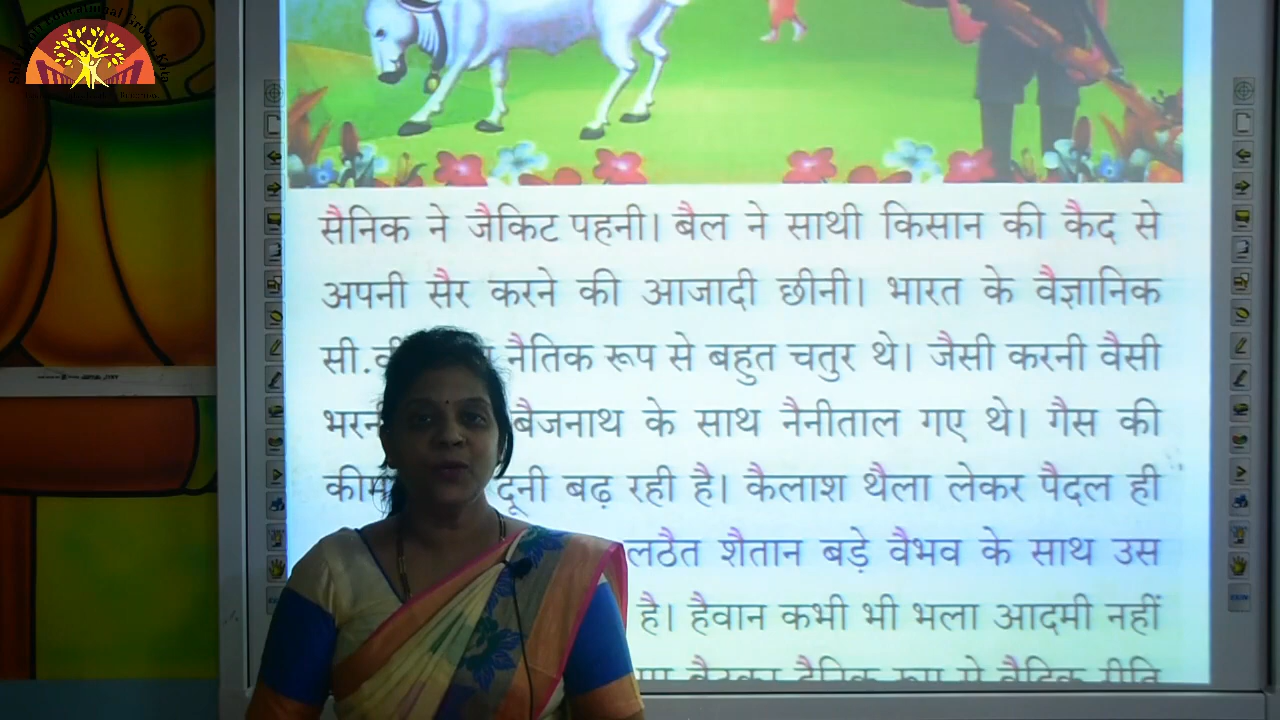 सैनिक ने जैकिट पहनी। बैल ने साथी किसान की कैद से
अपनी सैर करने की आजादी छीनी। भारत के वैज्ञानिक
सी. नैतिक रूप से बहुत चतुर थे। जैसी करनी वैसी
बैजनाथ के साथ नैनीताल गए थे। गैस की
दूनी बढ़ रही है। कैलाश थैला लेकर पैदल ही
लठैत शैतान बड़े वैभव के साथ उस
है। हैवान कभी भी भला आदमी नहीं